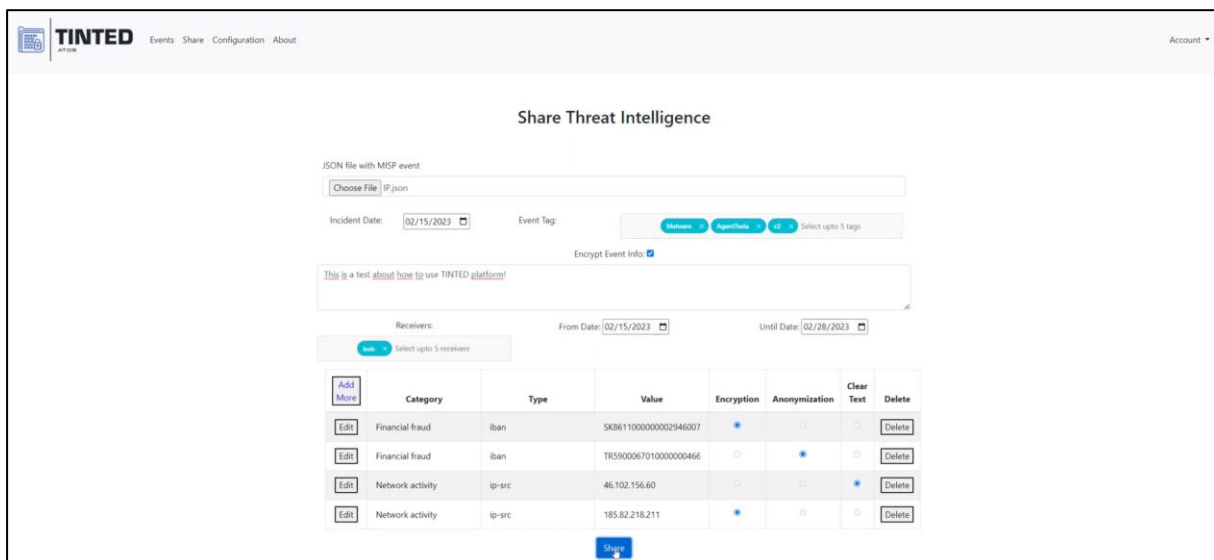 TINTED
ATOS
Events Share Configuration About
Account
Share Threat Intelligence
JSON file with MISP event
Choose File IP.json
Incident Date: 02/15/2023 Event Tag: Malware × AgentTesla × c2 × Select upto 5 tags
Encrypt Event Info:
This is a test about how to use TINTED platform!
Receivers: From Date: 02/15/2023 Until Date: 02/28/2023
bob × Select upto 5 receivers
Add More Category Type Value Encryption Anonymization Clear Text Delete
Edit Financial fraud iban SK8611000000002946007 Delete
Edit Financial fraud iban TR5900067010000000466 Delete
Edit Network activity ip-src 46.102.156.60 Delete
Edit Network activity ip-src 185.82.218.211 Delete
Share